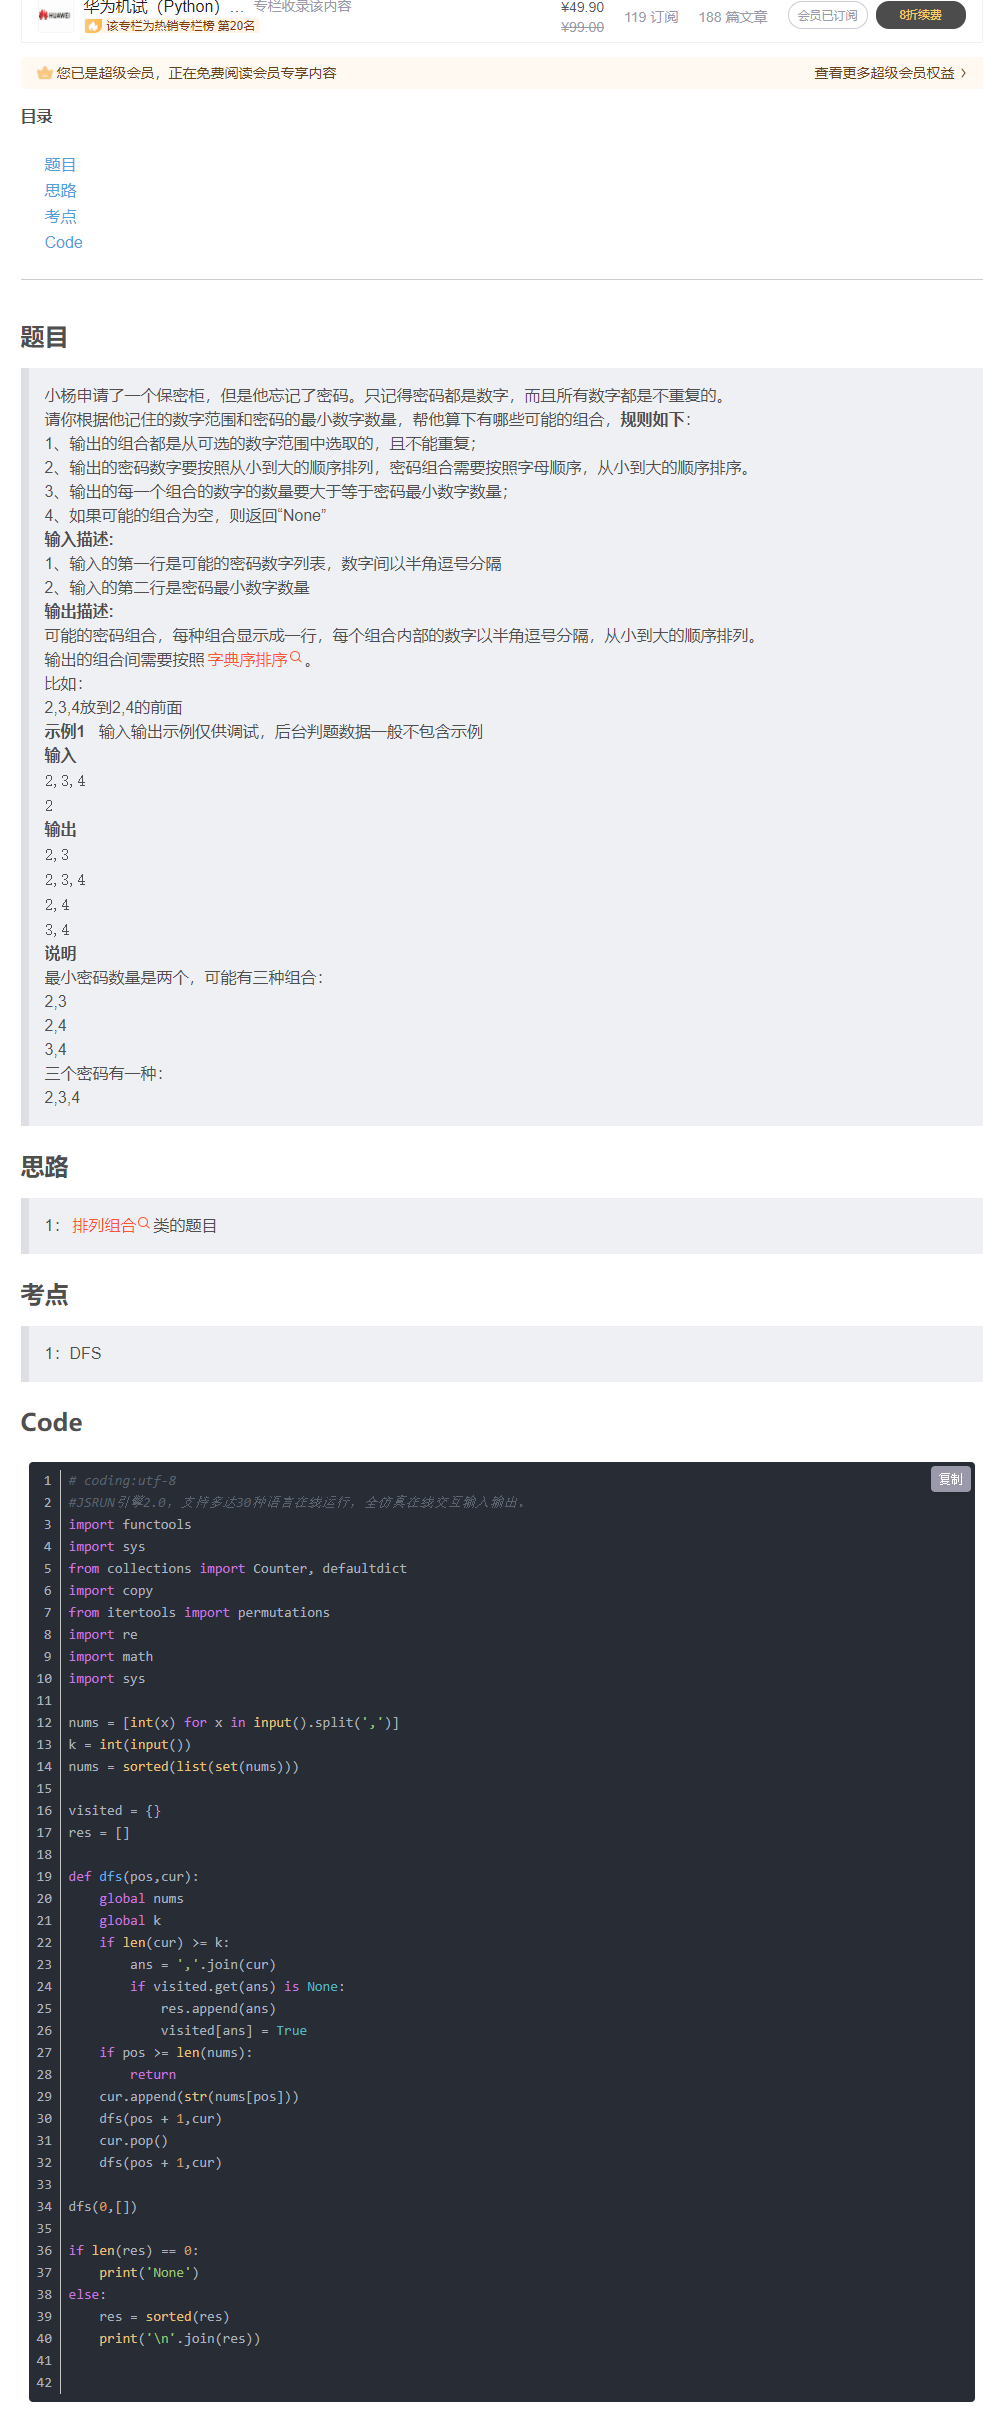 HUAWEI
华为机试（Python）...
专栏收录该内容
该专栏为热销专栏榜 第20名
¥49.90
¥99.00
119 订阅
188 篇文章
会员已订阅
8折续费
您已是超级会员，正在免费阅读会员专享内容
查看更多超级会员权益 >
目录
题目
思路
考点
Code
题目
小杨申请了一个保密柜，但是他忘记了密码。只记得密码都是数字，而且所有数字都是不重复的。
请你根据他记住的数字范围和密码的最小数字数量，帮他算下有哪些可能的组合，规则如下：
1、输出的组合都是从可选的数字范围中选取的，且不能重复；
2、输出的密码数字要按照从小到大的顺序排列，密码组合需要按照字母顺序，从小到大的顺序排序。
3、输出的每一个组合的数字的数量要大于等于密码最小数字数量；
4、如果可能的组合为空，则返回“None”
输入描述：
1、输入的第一行是可能的密码数字列表，数字间以半角逗号分隔
2、输入的第二行是密码最小数字数量
输出描述：
可能的密码组合，每种组合显示成一行，每个组合内部的数字以半角逗号分隔，从小到大的顺序排列。
输出的组合间需要按照字典序排序。
比如：
2,3,4放到2,4的前面
示例1 输入输出示例仅供调试，后台判题数据一般不包含示例
输入
2,3,4
2
输出
2,3
2,3,4
2,4
3,4
说明
最小密码数量是两个，可能有三种组合：
2,3
2,4
3,4
三个密码有一种：
2,3,4
思路
1：排列组合类的题目
考点
1：DFS
Code
复制
1 # coding:utf-8
2 #JSRUN引擎2.0，支持多达30种语言在线运行，全仿真在线交互输入输出。
3 import functools
4 import sys
5 from collections import Counter, defaultdict
6 import copy
7 from itertools import permutations
8 import re
9 import math
10 import sys
11
12 nums = [int(x) for x in input().split(',')]
13 k = int(input())
14 nums = sorted(list(set(nums)))
15
16 visited = {}
17 res = []
18
19 def dfs(pos,cur):
20     global nums
21     global k
22     if len(cur) >= k:
23         ans = ','.join(cur)
24         if visited.get(ans) is None:
25             res.append(ans)
26             visited[ans] = True
27     if pos >= len(nums):
28         return
29     cur.append(str(nums[pos]))
30     dfs(pos + 1,cur)
31     cur.pop()
32     dfs(pos + 1,cur)
33
34 dfs(0,[])
35
36 if len(res) == 0:
37     print('None')
38 else:
39     res = sorted(res)
40     print('\n'.join(res))
41
42